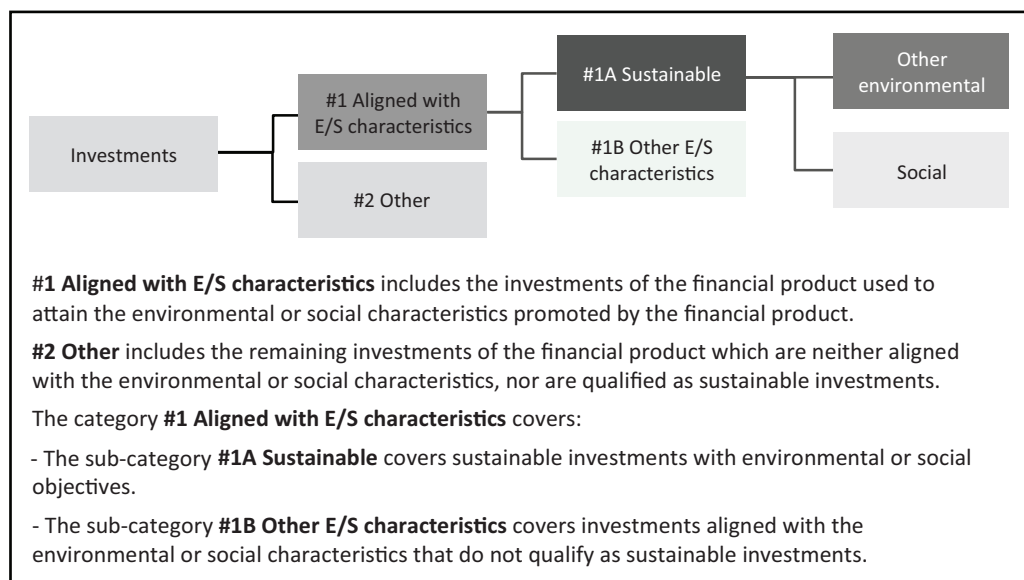 Investments
#1 Aligned with
E/S characteristics
#2 Other
#1A Sustainable
#1B Other E/S
characteristics
Other
environmental
Social
#1 Aligned with E/S characteristics includes the investments of the financial product used to
attain the environmental or social characteristics promoted by the financial product.
#2 Other includes the remaining investments of the financial product which are neither aligned
with the environmental or social characteristics, nor are qualified as sustainable investments.
The category #1 Aligned with E/S characteristics covers:
- The sub-category #1A Sustainable covers sustainable investments with environmental or social
objectives.
- The sub-category #1B Other E/S characteristics covers investments aligned with the
environmental or social characteristics that do not qualify as sustainable investments.